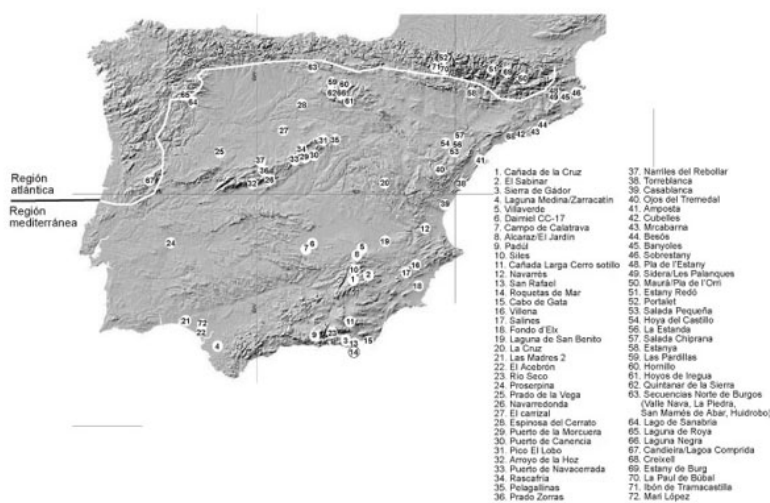 Región
atlántica
Región
mediterránea
1. Cañada de la Cruz
2. El Sabinar
3. Sierra de Gádor
4. Laguna Medina/Zarracatín
5. Villaverde
6. Daimiel CC-17
7. Campo de Calatrava
8. Alcaraz/El Jardín
9. Padúl
10. Siles
11. Cañada Larga Cerro sotillo
12. Navarrés
13. San Rafael
14. Roquetas de Mar
15. Cabo de Gata
16. Villena
17. Salines
18. Fondo d'Elx
19. Laguna de San Benito
20. La Cruz
21. Las Madres 2
22. El Acebrón
23. Río Seco
24. Proserpina
25. Prado de la Vega
26. Navarredonda
27. El carrizal
28. Espinosa del Cerrato
29. Puerto de la Morcuera
30. Puerto de Canencia
31. Pico El Lobo
32. Arroyo de la Hoz
33. Puerto de Navacerrada
34. Rascafría
35. Pelagallinas
36. Prado Zorras
37. Narriles del Rebollar
38. Torreblanca
39. Casablanca
40. Ojos del Tremedal
41. Amposta
42. Cubelles
43. Mrcabarna
44. Besós
45. Banyoles
46. Sobrestany
48. Pla de l'Estany
49. Sidera/Les Palanques
50. Maurà/Pla de l'Orri
51. Estany Redó
52. Portalet
53. Salada Pequeña
54. Hoya del Castillo
56. La Estanda
57. Salada Chiprana
58. Estanya
59. Las Pardillas
60. Hornillo
61. Hoyos de Iregua
62. Quintanar de la Sierra
63. Secuencias Norte de Burgos
(Valle Nava, La Piedra,
San Mamés de Abar, Huidrobo)
64. Lago de Sanabria
65. Laguna de Roya
66. Laguna Negra
67. Candieira/Lagoa Comprida
68. Creixell
69. Estany de Burg
70. La Paul de Búbal
71. Ibón de Tramacastilla
72. Mari López